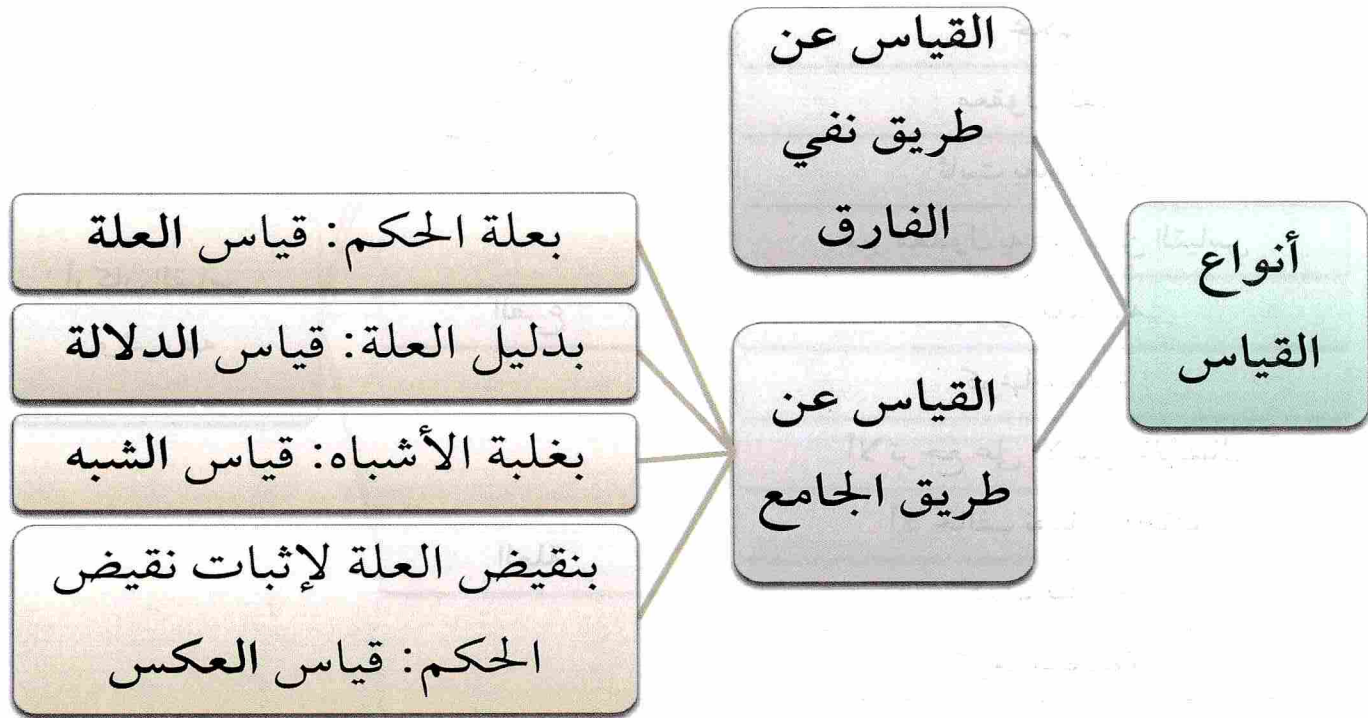 أنواع
القياس
القياس عن
طريق نفي
الفارق
القياس عن
طريق الجامع
بعلة الحكم: قياس العلة
بدليل العلة: قياس الدلالة
بغلبة الأشباه: قياس الشبه
بنقيض العلة لإثبات نقيض
الحكم: قياس العكس